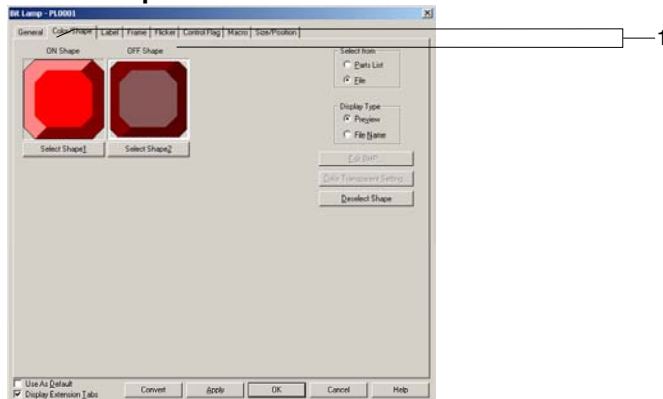 Bit Lamp - PL0001
General Color/Shape Label Frame Flicker Control Flag Macro Size/Position
1
ON Shape OFF Shape Select from
Parts List
File
Display Type
Preview
File Name
Select Shape1 Select Shape2
Edit BMP...
Color Transparent Setting...
Deselect Shape
Use As Default
Display Extension Tabs
Convert Apply OK Cancel Help